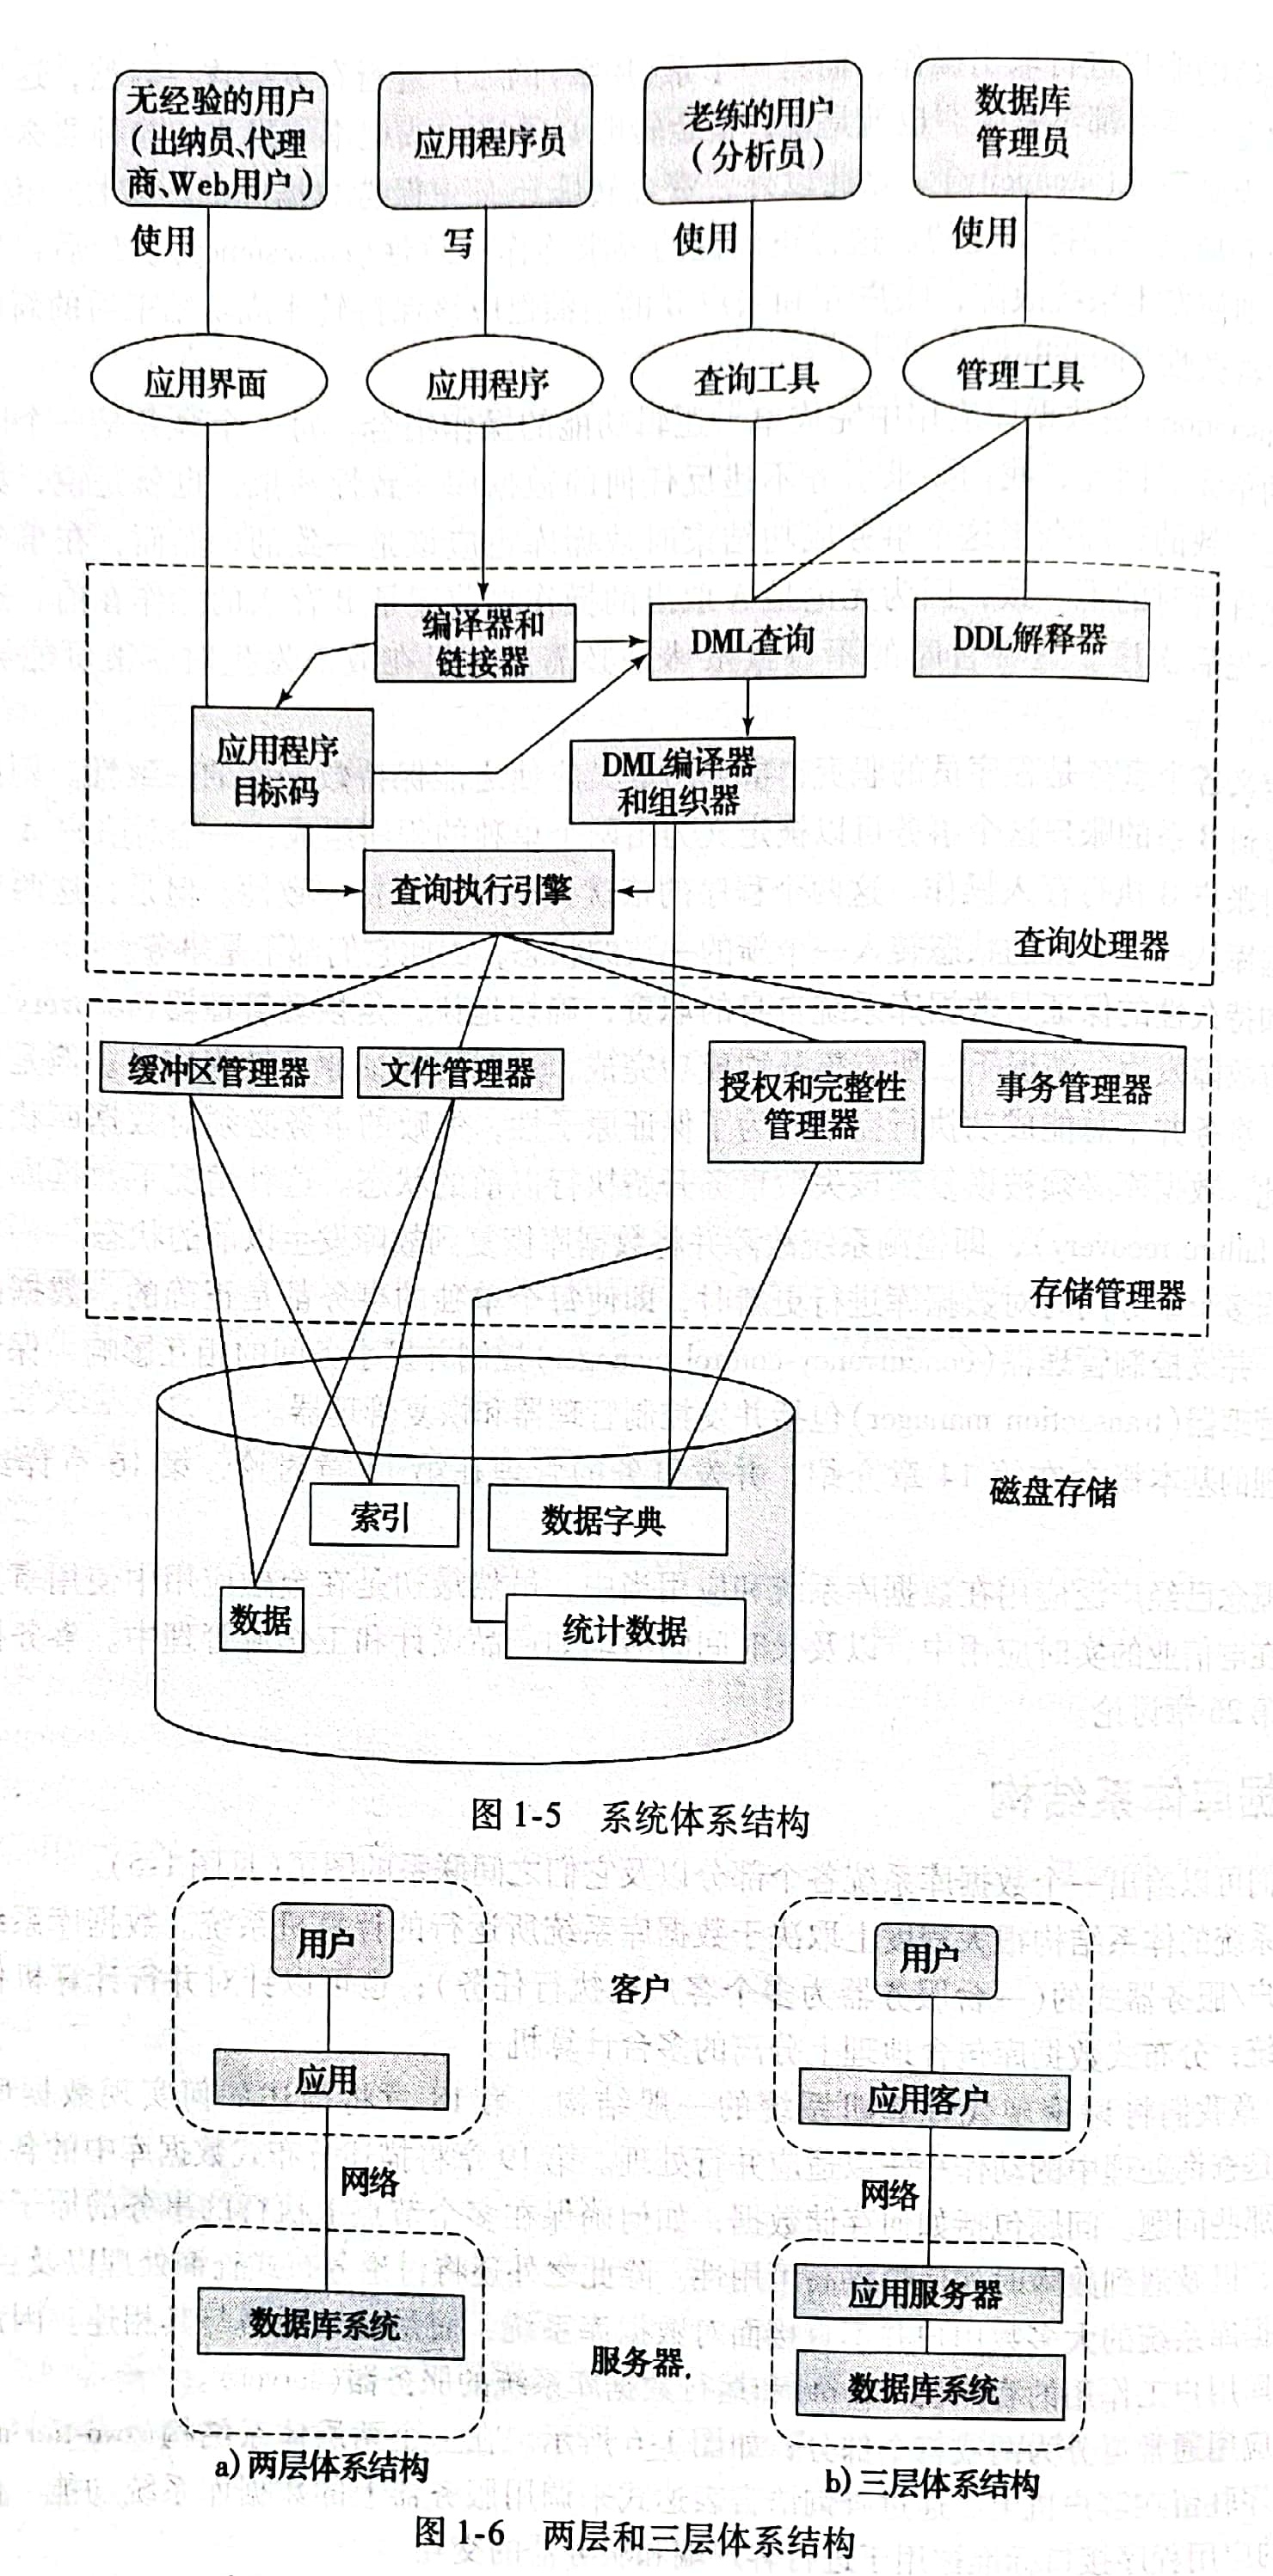 无经验的用户
（出纳员、代理
商、Web用户）
应用程序员
老练的用户
（分析员）
数据库
管理员
使用
写
使用
使用
应用界面
应用程序
查询工具
管理工具
编译器和
链接器
DML查询
DDL解释器
应用程序
目标码
DML编译器
和组织器
查询执行引擎
查询处理器
缓冲区管理器
文件管理器
授权和完整性
管理器
事务管理器
存储管理器
索引
数据字典
磁盘存储
数据
统计数据
图 1-5 系统体系结构
用户
客户
用户
应用
应用客户
网络
网络
应用服务器
数据库系统
服务器
数据库系统
a) 两层体系结构
b) 三层体系结构
图 1-6 两层和三层体系结构